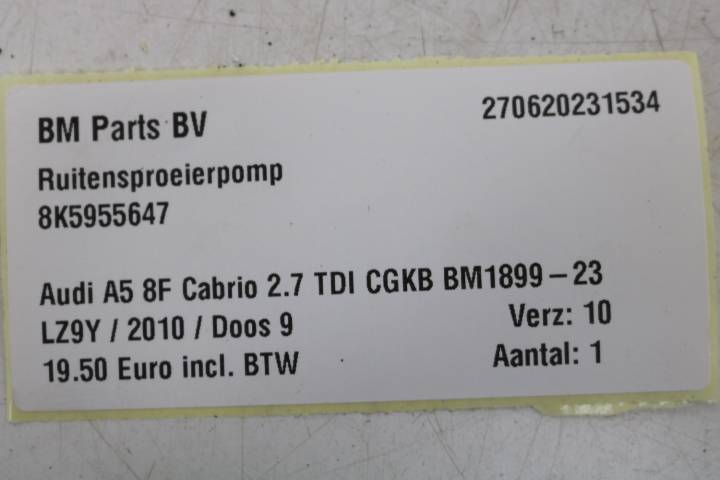 BM Parts BV 270620231534
Ruitensproeierpomp
8K5955647
Audi A5 8F Cabrio 2.7 TDI CGKB BM1899-23
LZ9Y / 2010 / Doos 9 Verz: 10
19.50 Euro incl. BTW Aantal: 1